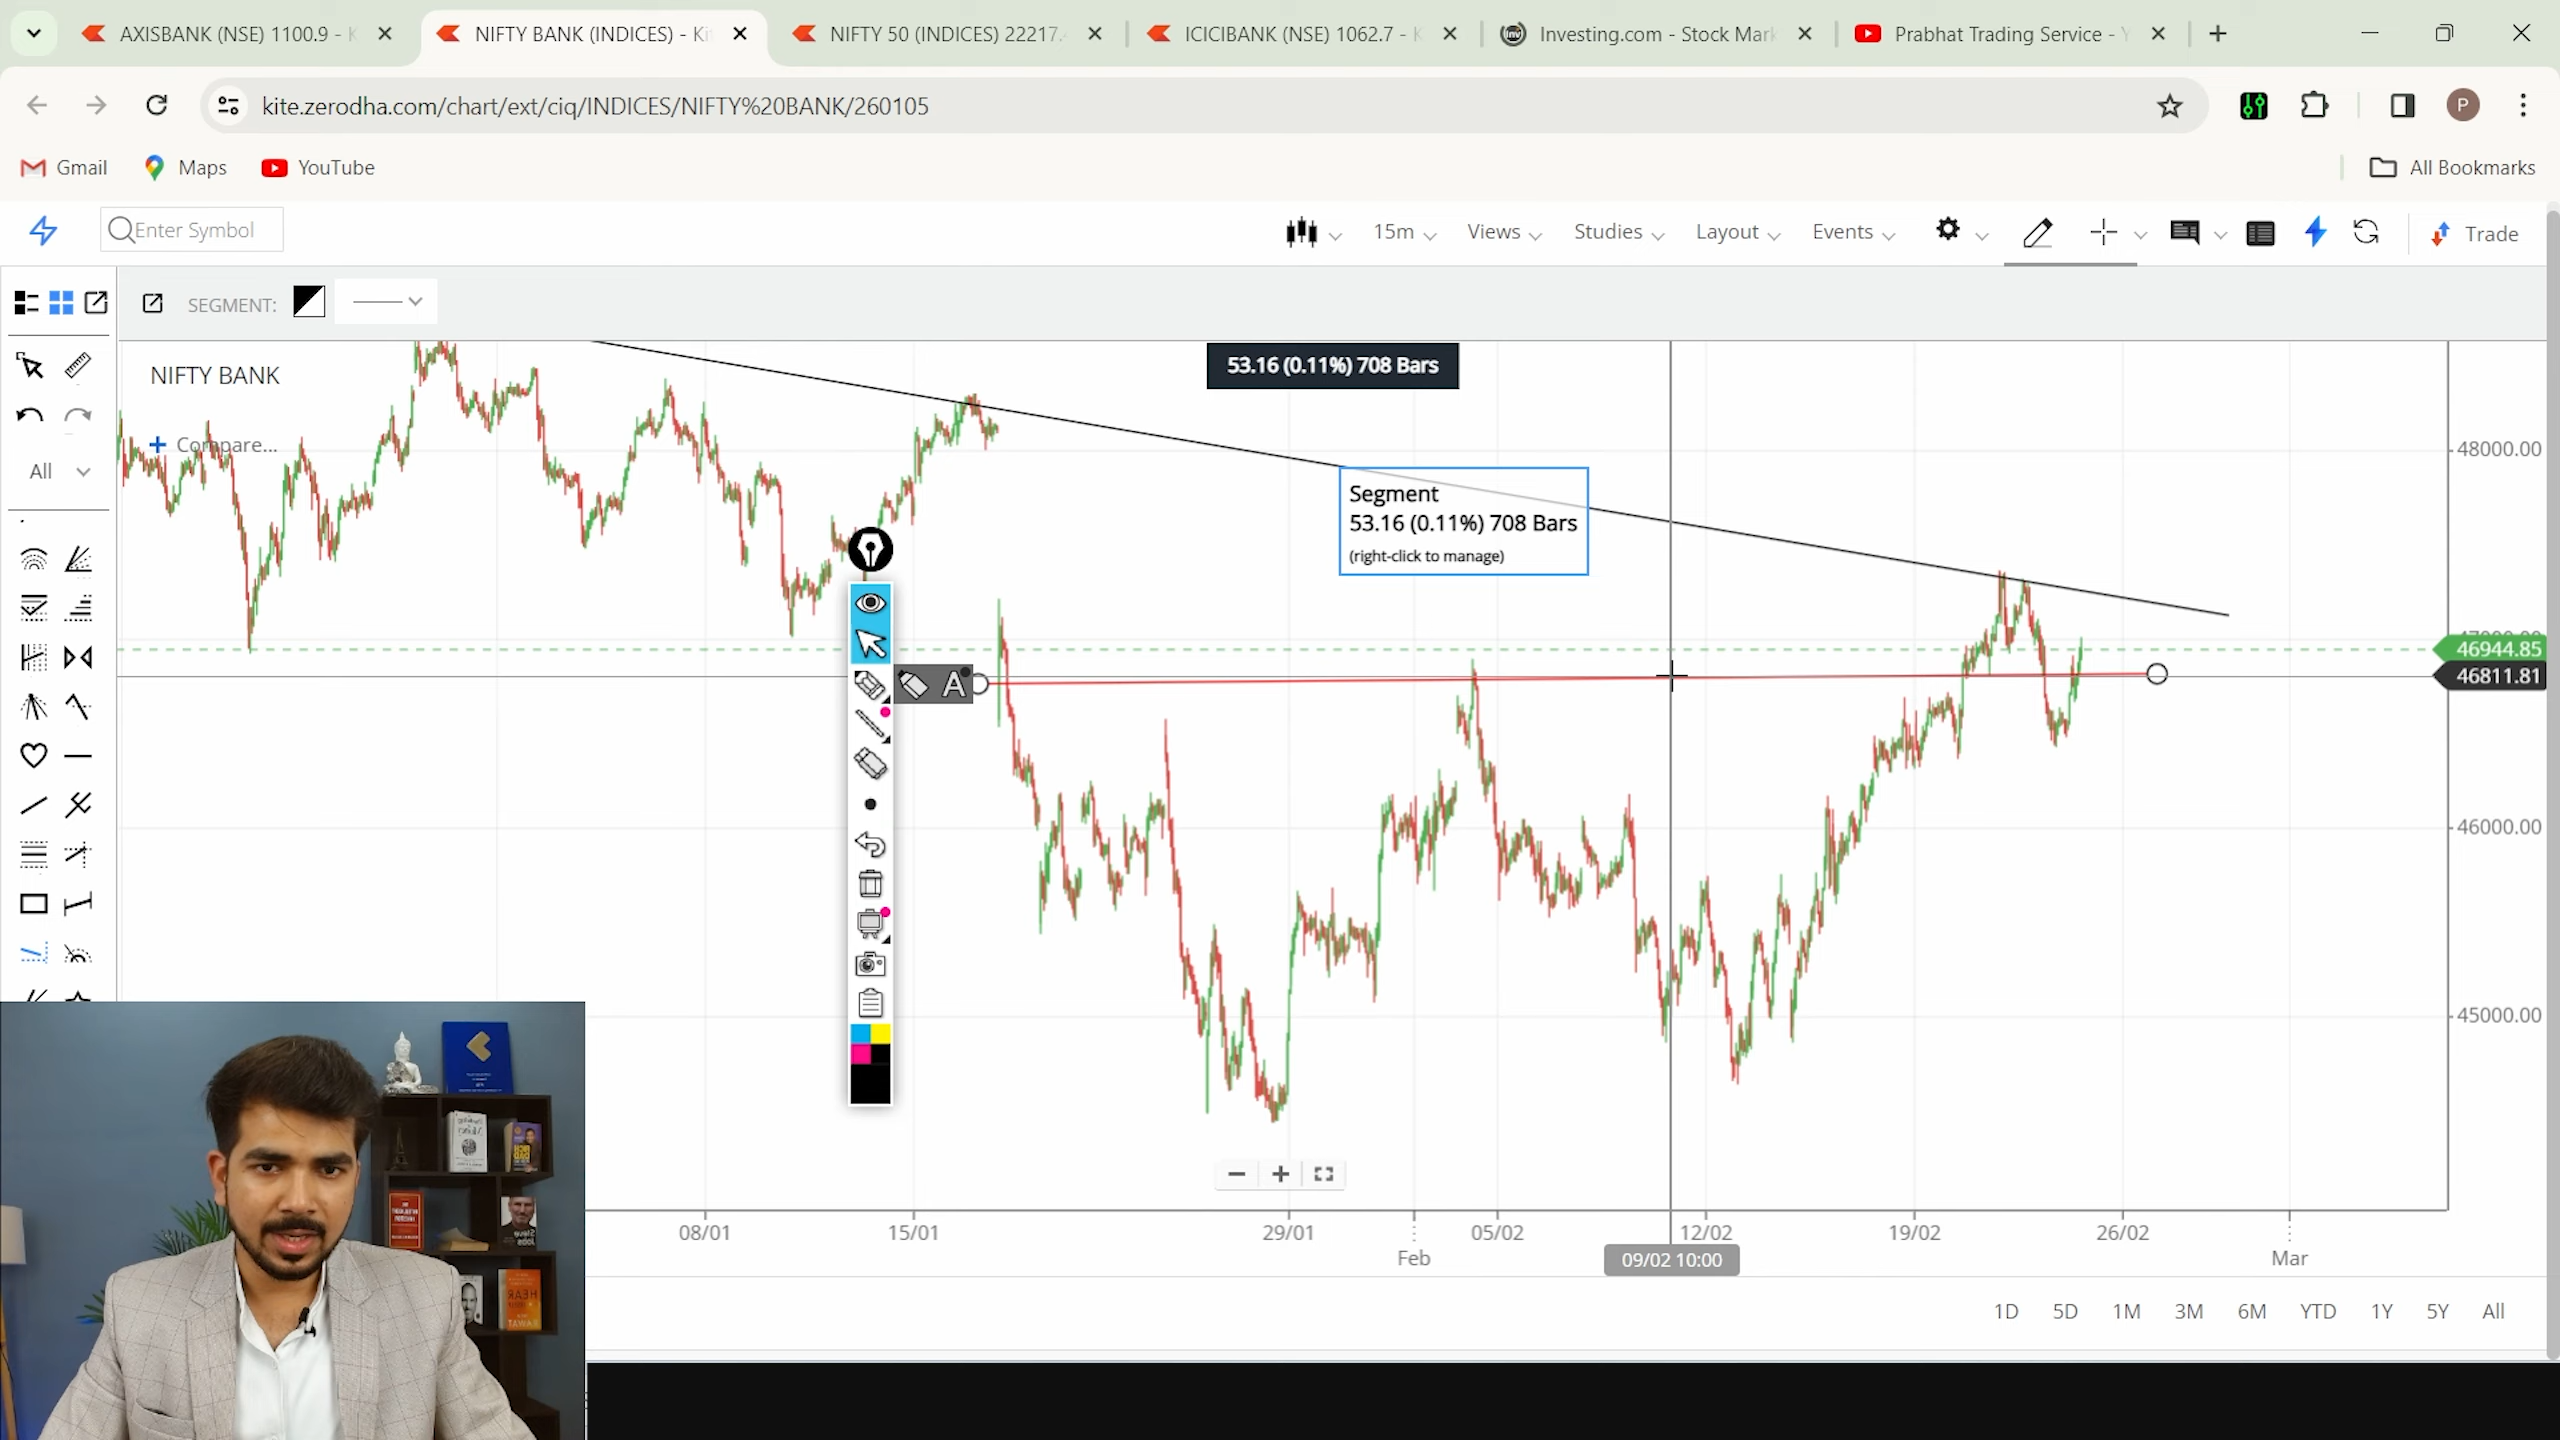 AXISBANK (NSE) 1100.9 - K
NIFTY BANK (INDICES) - Ki
NIFTY 50 (INDICES) 22217.
ICICIBANK (NSE) 1062.7 - K
Investing.com - Stock Mark
Prabhat Trading Service - Y
kite.zerodha.com/chart/ext/ciq/INDICES/NIFTY%20BANK/260105
P
Gmail
Maps
YouTube
All Bookmarks
Enter Symbol
15m
Views
Studies
Layout
Events
Trade
SEGMENT:
NIFTY BANK
53.16 (0.11%) 708 Bars
Compare...
All
48000.00
Segment
53.16 (0.11%) 708 Bars
(right-click to manage)
46944.85
46811.81
A
46000.00
45000.00
08/01
15/01
29/01
05/02
12/02
19/02
26/02
Feb
09/02 10:00
Mar
1D
5D
1M
3M
6M
YTD
1Y
5Y
All
Steve
Jobs